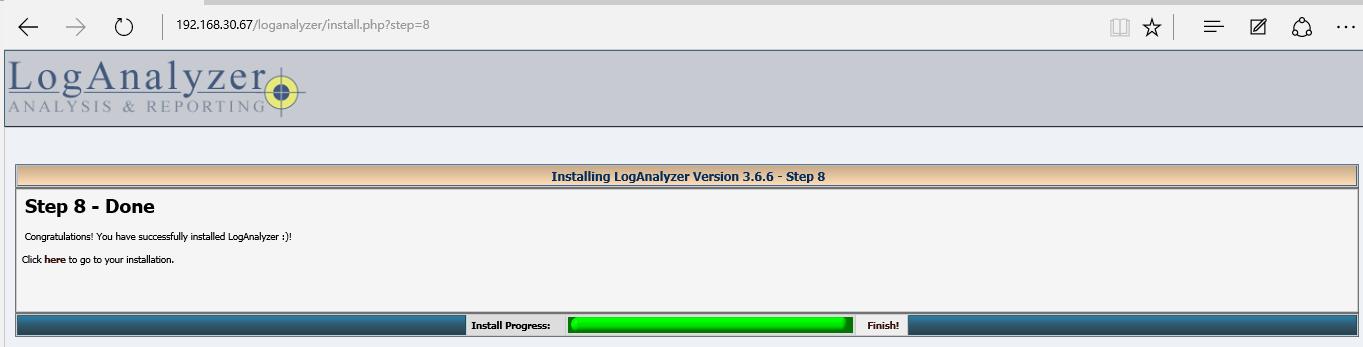 192.168.30.67/loganalyzer/install.php?step=8
LogAnalyzer
ANALYSIS & REPORTING
Installing LogAnalyzer Version 3.6.6 - Step 8
Step 8 - Done
Congratulations! You have successfully installed LogAnalyzer :)!
Click here to go to your installation.
Install Progress: Finish!